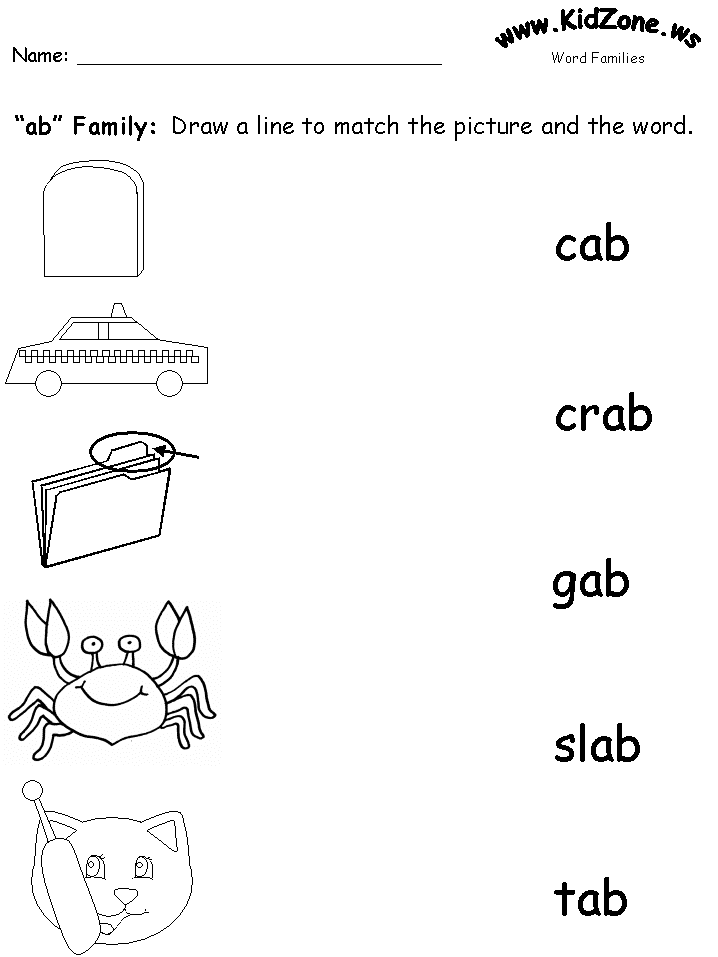 www.KidZone.ws
Name:
Word Families
“ab” Family: Draw a line to match the picture and the word.
cab
crab
gab
slab
tab